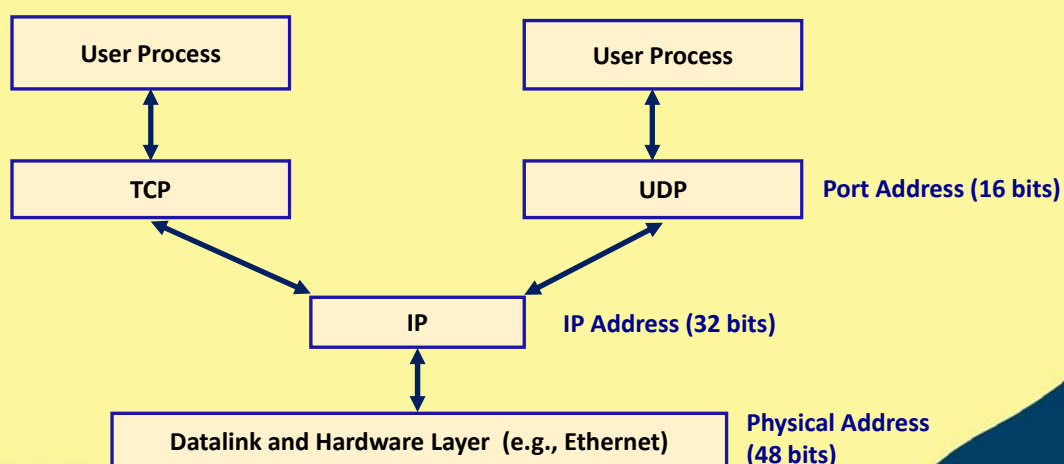 User Process
User Process
TCP
UDP
Port Address (16 bits)
IP
IP Address (32 bits)
Datalink and Hardware Layer (e.g., Ethernet)
Physical Address
(48 bits)